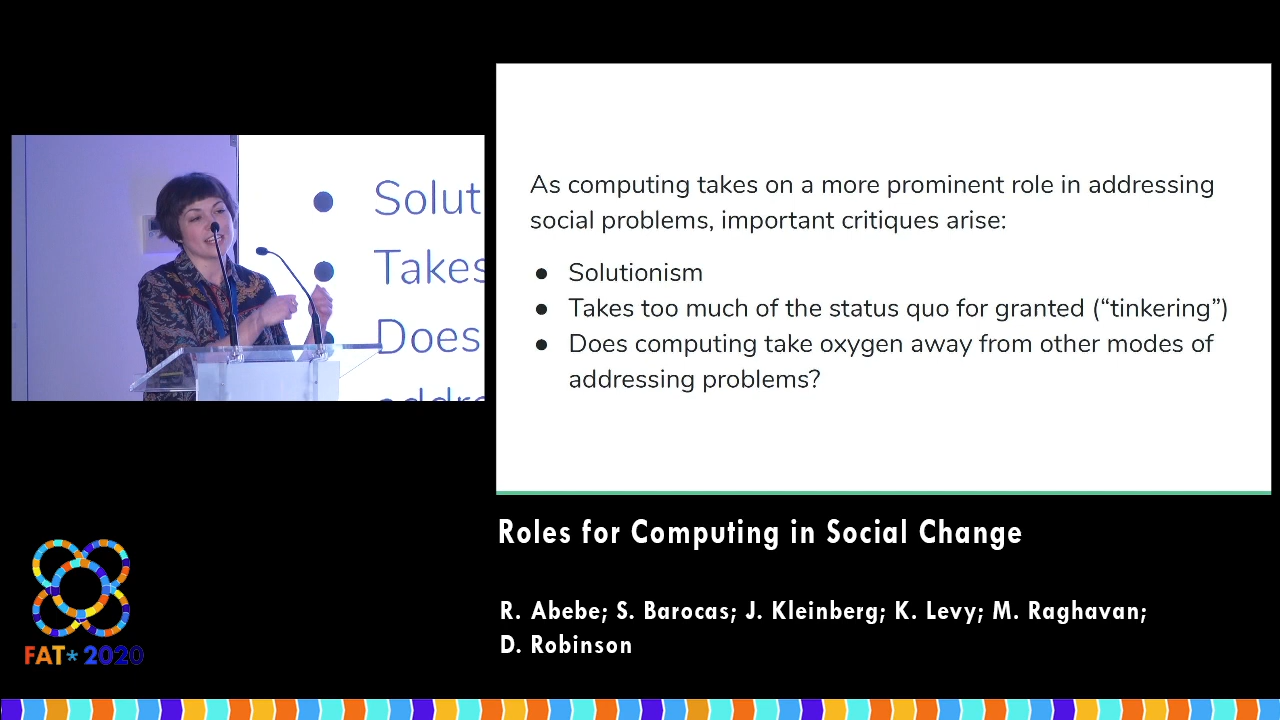 Solut
Takes
Does
addre
As computing takes on a more prominent role in addressing
social problems, important critiques arise:
● Solutionism
● Takes too much of the status quo for granted (“tinkering”)
● Does computing take oxygen away from other modes of
addressing problems?
Roles for Computing in Social Change
R. Abebe; S. Barocas; J. Kleinberg; K. Levy; M. Raghavan;
D. Robinson
FAT* 2020